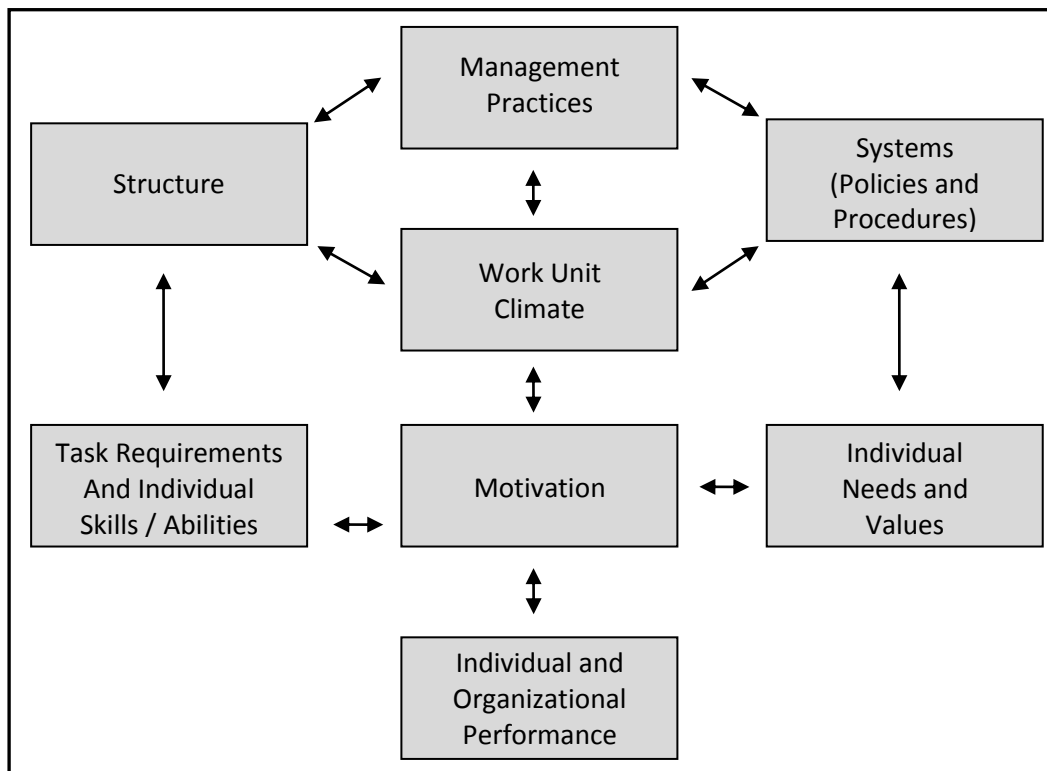 Management
Practices
Structure
Systems
(Policies and
Procedures)
Work Unit
Climate
Task Requirements
And Individual
Skills / Abilities
Motivation
Individual
Needs and
Values
Individual and
Organizational
Performance